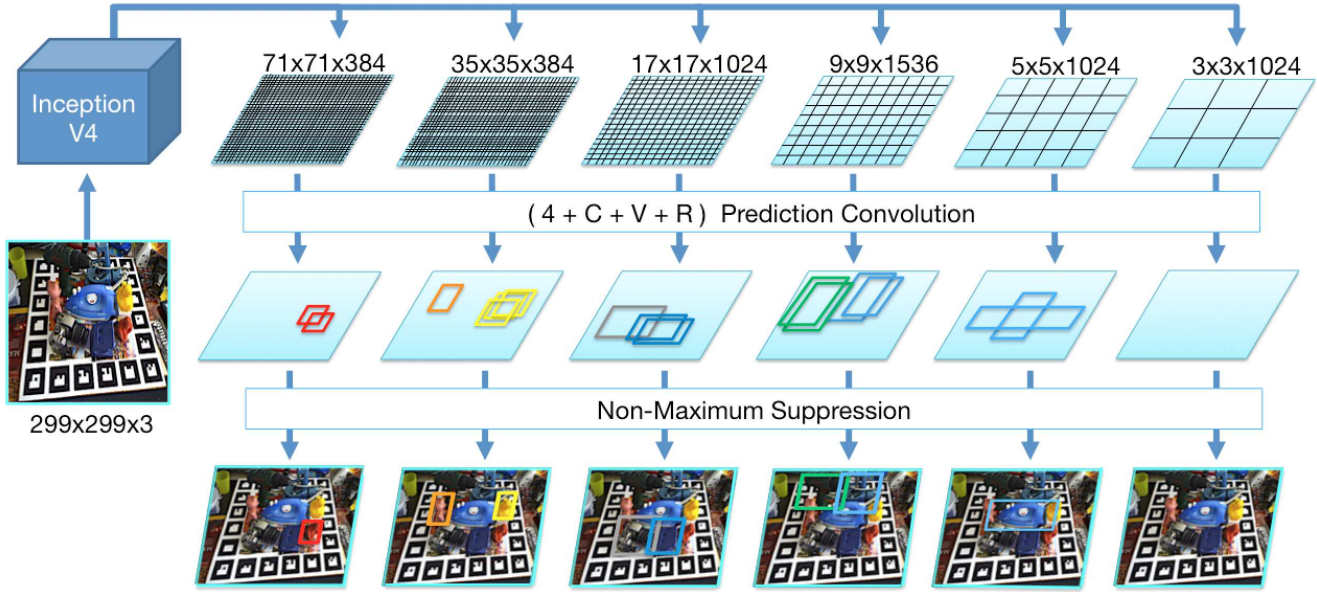 71x71x384
35x35x384
17x17x1024
9x9x1536
5x5x1024
3x3x1024
Inception
V4
( 4 + C + V + R ) Prediction Convolution
299x299x3
Non-Maximum Suppression